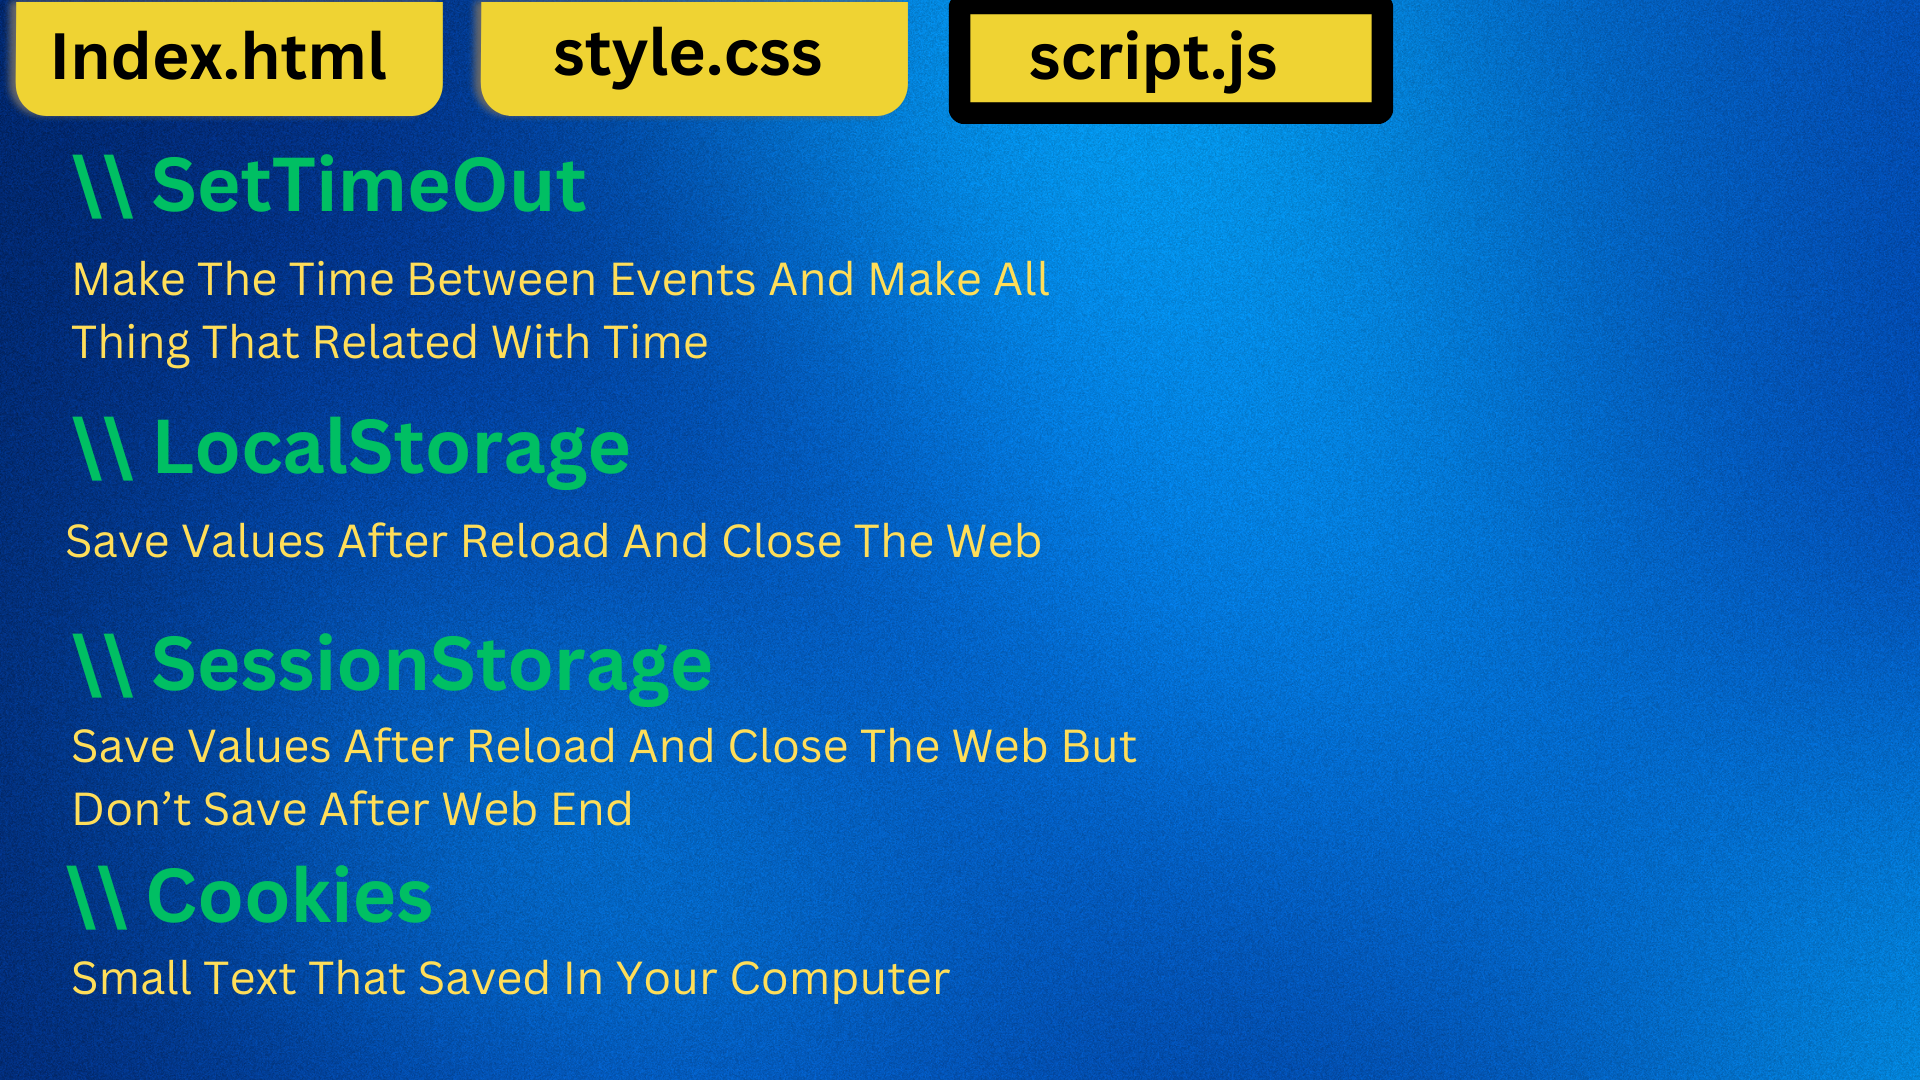 Index.html
style.css
script.js
\\ SetTimeOut
Make The Time Between Events And Make All
Thing That Related With Time
\\ LocalStorage
Save Values After Reload And Close The Web
\\ SessionStorage
Save Values After Reload And Close The Web But
Don’t Save After Web End
\\ Cookies
Small Text That Saved In Your Computer